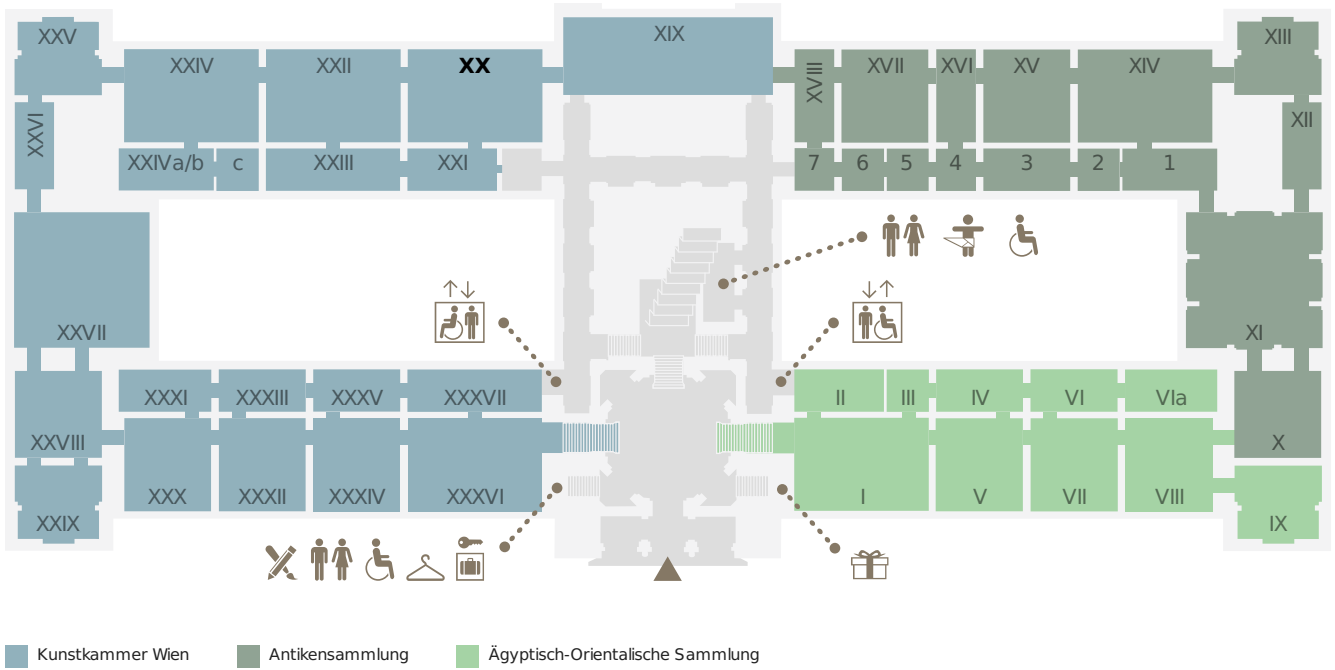 XXV
XXIV
XXII
XX
XIX
XVIII
XVII
XVI
XV
XIV
XIII
XXVI
XII
XXIVa/b
c
XXIII
XXI
7
6
5
4
3
2
1
XXVII
XI
XXXI
XXXIII
XXXV
XXXVII
II
III
IV
VI
VIa
XXVIII
X
XXX
XXXII
XXXIV
XXXVI
I
V
VII
VIII
XXIX
IX
Kunstkammer Wien
Antikensammlung
Ägyptisch-Orientalische Sammlung